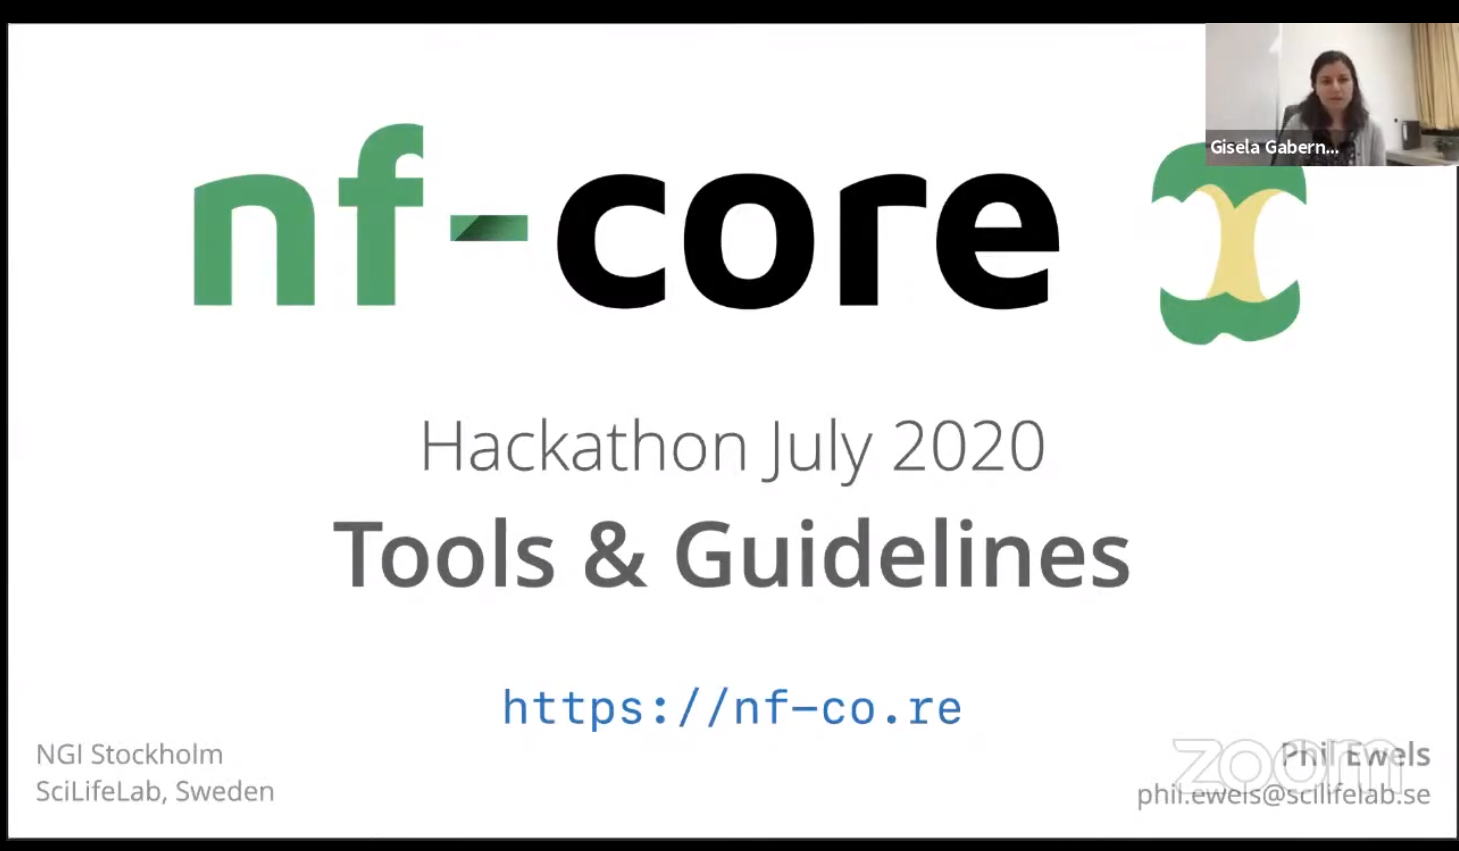 Gisela Gabern...
nf-core
Hackathon July 2020
Tools & Guidelines
https://nf-co.re
NGI Stockholm
SciLifeLab, Sweden
zoom
Phil Ewels
phil.ewels@scilifelab.se